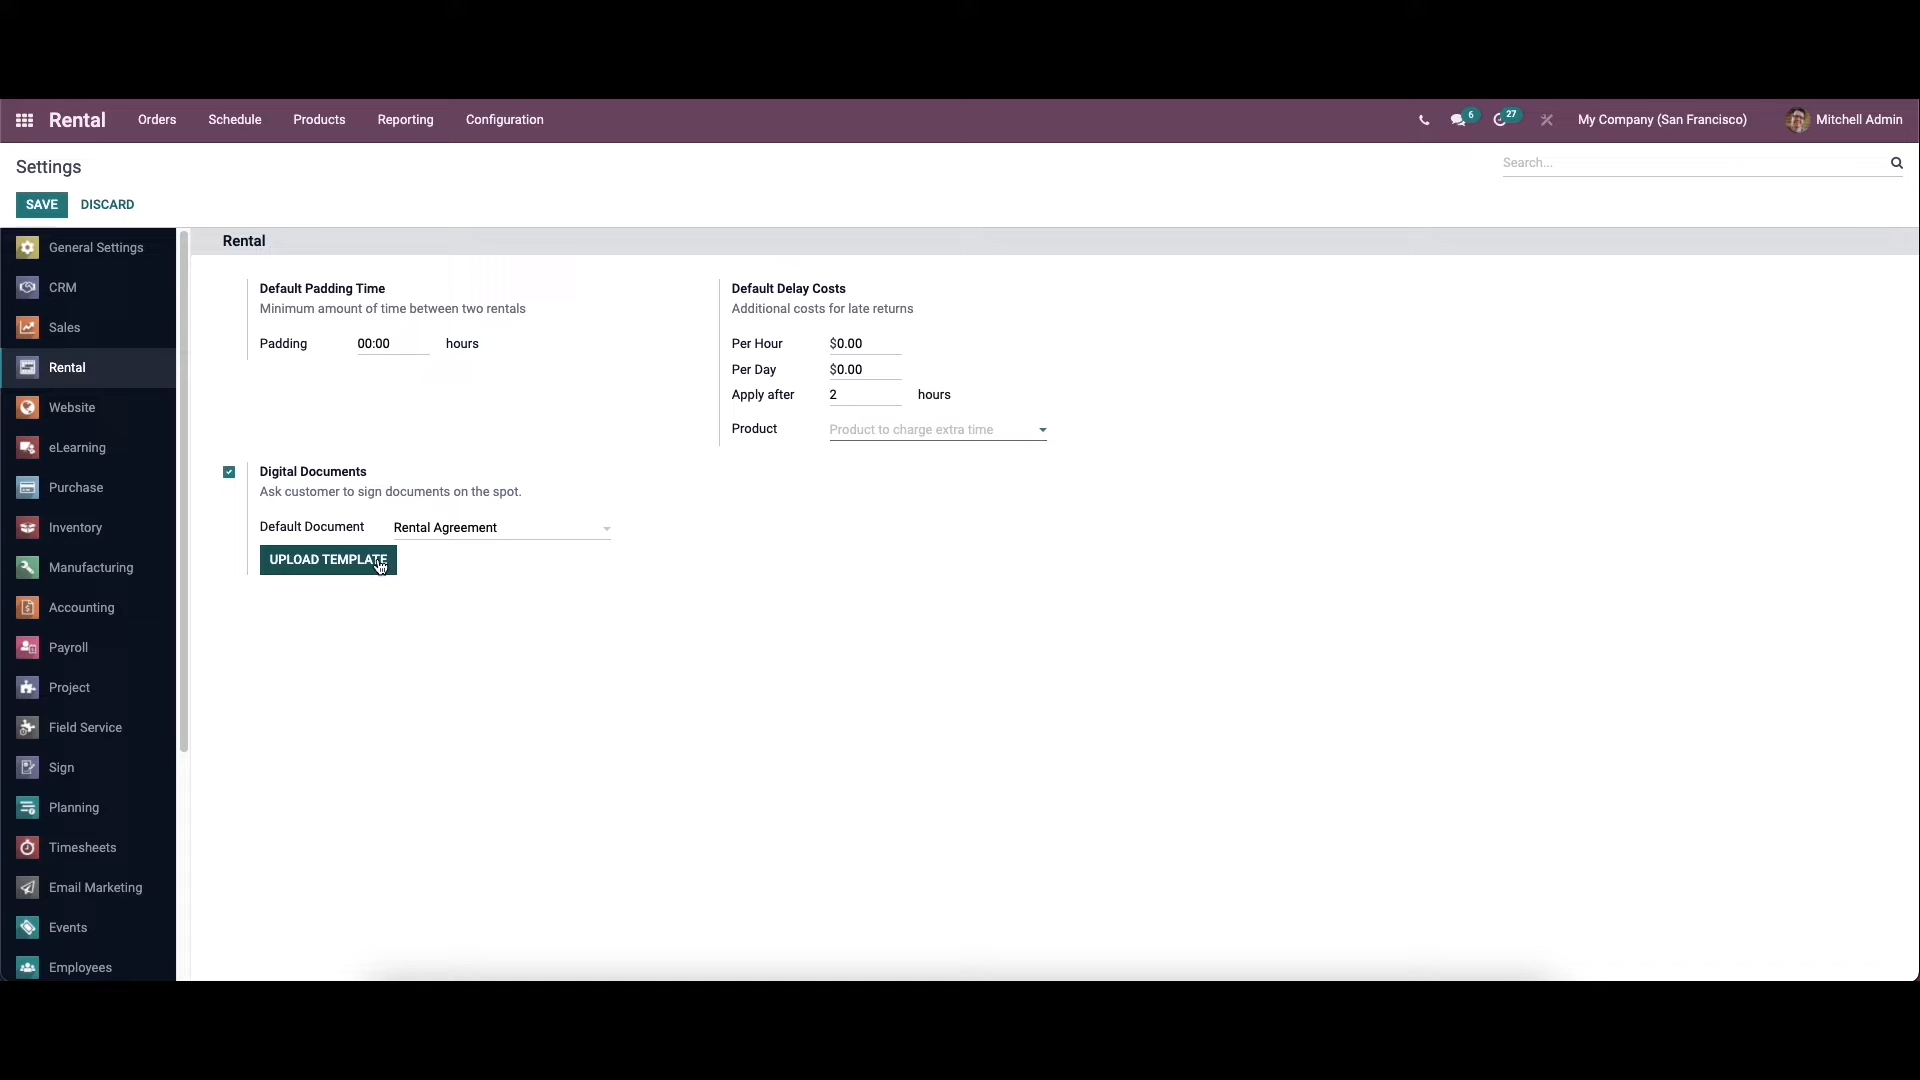 Rental Orders Schedule Products Reporting Configuration 6 27 My Company (San Francisco) Mitchell Admin
Settings Search...
SAVE DISCARD
General Settings
CRM
Sales
Rental
Website
eLearning
Purchase
Inventory
Manufacturing
Accounting
Payroll
Project
Field Service
Sign
Planning
Timesheets
Email Marketing
Events
Employees
Rental
Default Padding Time
Minimum amount of time between two rentals
Padding 00:00 hours
Default Delay Costs
Additional costs for late returns
Per Hour $0.00
Per Day $0.00
Apply after 2 hours
Product Product to charge extra time
Digital Documents
Ask customer to sign documents on the spot.
Default Document Rental Agreement
UPLOAD TEMPLATE